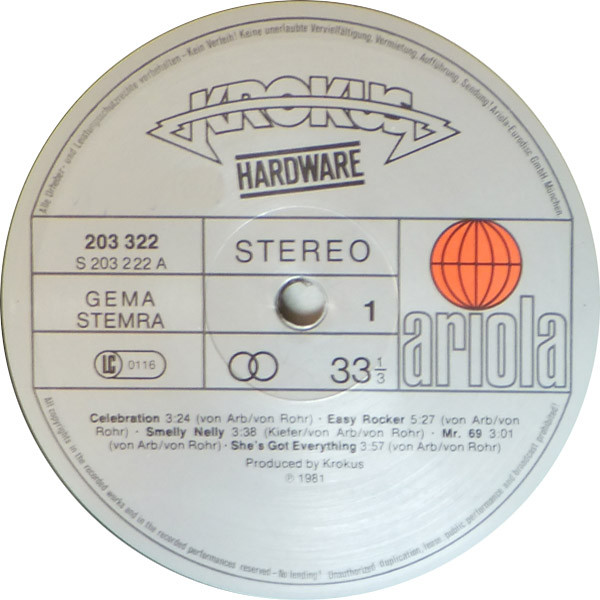 Alle Urheber- und Leistungsschutzrechte vorbehalten - Kein Verleih! Keine unerlaubte Vervielfältigung, Vermietung, Aufführung, Sendung! Ariola-Eurodisc GmbH München
KROKUS
HARDWARE
203 322
S 203 222 A
STEREO
GEMA
STEMRA
1
LC 0116
33 1/3
ariola
Celebration 3:24 (von Arb/von Rohr) · Easy Rocker 5:27 (von Arb/von
Rohr) · Smelly Nelly 3:38 (Kiefer/von Arb/von Rohr) · Mr. 69 3:01
(von Arb/von Rohr) · She's Got Everything 3:57 (von Arb/von Rohr)
Produced by Krokus
℗ 1981
All copyrights in the recorded works and in the recorded performances reserved - No lending! Unauthorized duplication, lease, public performance and broadcast prohibited!